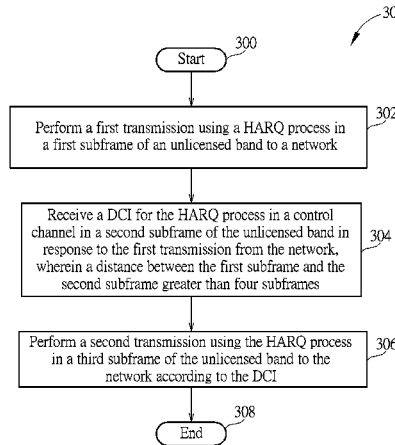 30
Start
300
Perform a first transmission using a HARQ process in
a first subframe of an unlicensed band to a network
302
Receive a DCI for the HARQ process in a control
channel in a second subframe of the unlicensed band in
response to the first transmission from the network,
wherein a distance between the first subframe and the
second subframe greater than four subframes
304
Perform a second transmission using the HARQ process
in a third subframe of the unlicensed band to the
network according to the DCI
306
End
308